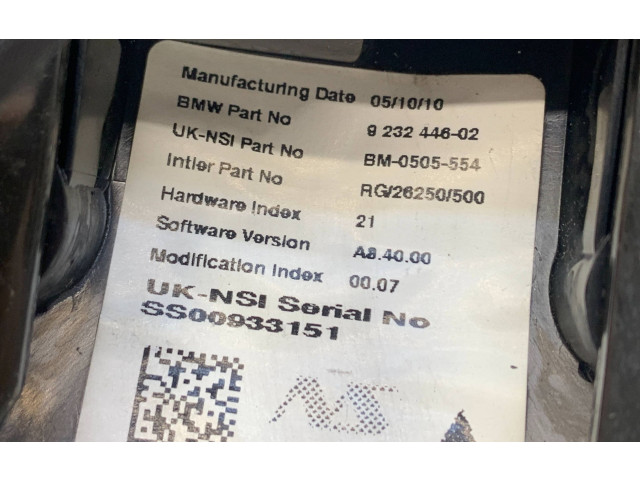 Manufacturing Date 05/10/10
BMW Part No 9 232 446-02
UK-NSI Part No BM-0505-554
Intier Part No RG/26250/500
Hardware Index 21
Software Version A8.40.00
Modification Index 00.07
UK-NSI Serial No
SS00933151
NS